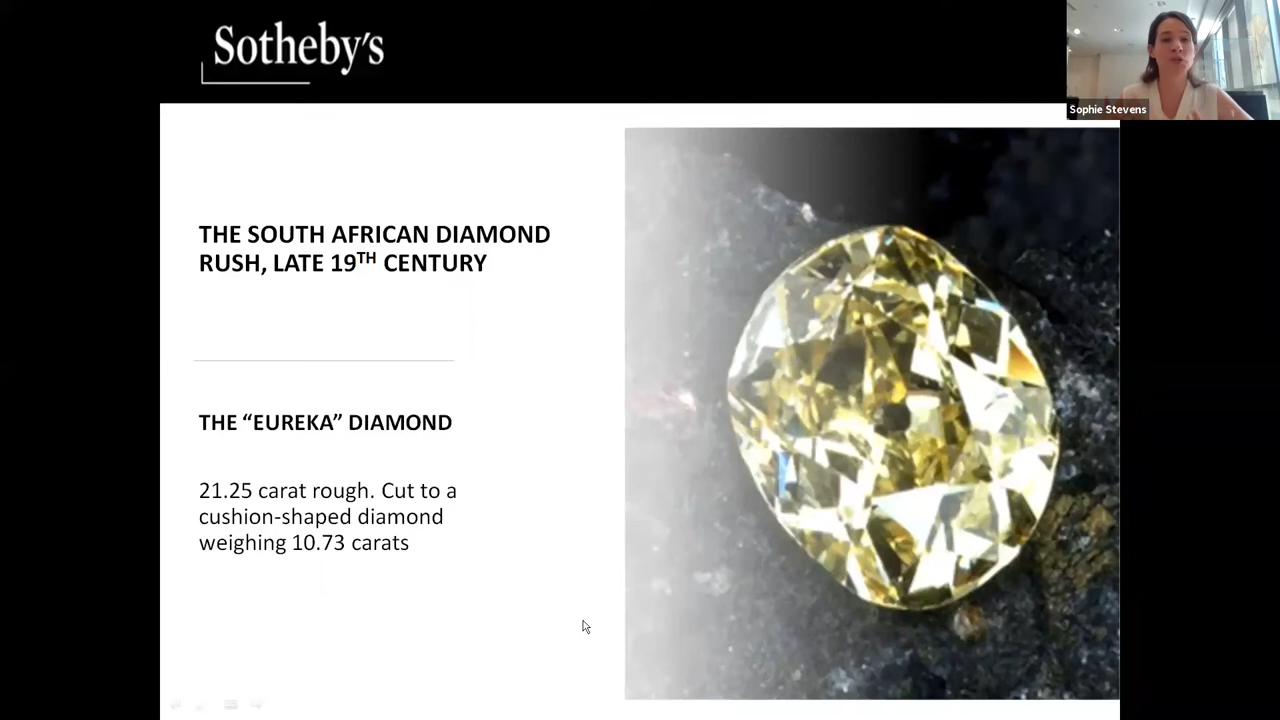 Sotheby's
Sophie Stevens
THE SOUTH AFRICAN DIAMOND
RUSH, LATE 19TH CENTURY
THE “EUREKA” DIAMOND
21.25 carat rough. Cut to a
cushion-shaped diamond
weighing 10.73 carats